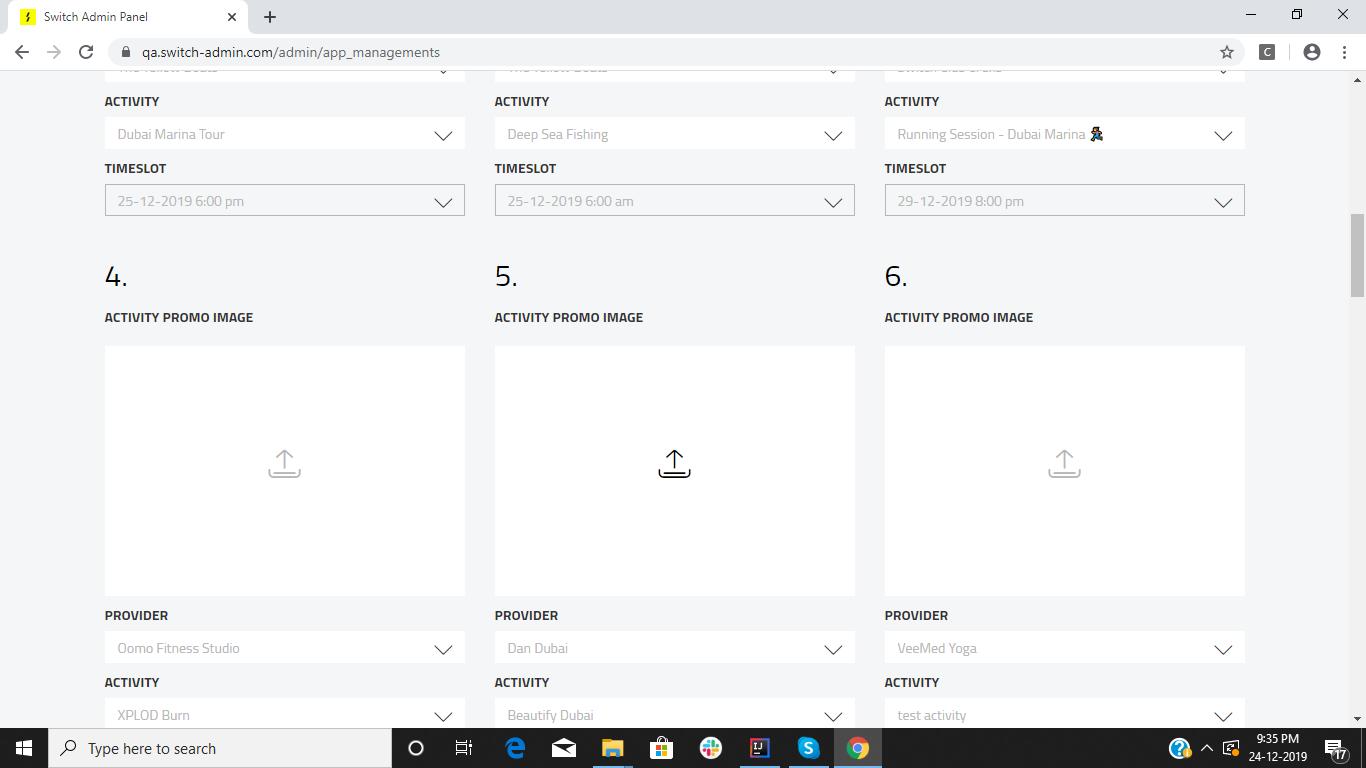 Switch Admin Panel
qa.switch-admin.com/admin/app_managements
C
ACTIVITY ACTIVITY ACTIVITY
Dubai Marina Tour Deep Sea Fishing Running Session - Dubai Marina 🏃
TIMESLOT TIMESLOT TIMESLOT
25-12-2019 6:00 pm 25-12-2019 6:00 am 29-12-2019 8:00 pm
4. 5. 6.
ACTIVITY PROMO IMAGE ACTIVITY PROMO IMAGE ACTIVITY PROMO IMAGE
PROVIDER PROVIDER PROVIDER
Oomo Fitness Studio Dan Dubai VeeMed Yoga
ACTIVITY ACTIVITY ACTIVITY
XPLOD Burn Beautify Dubai test activity
Type here to search
IJ
S
9:35 PM
24-12-2019
17